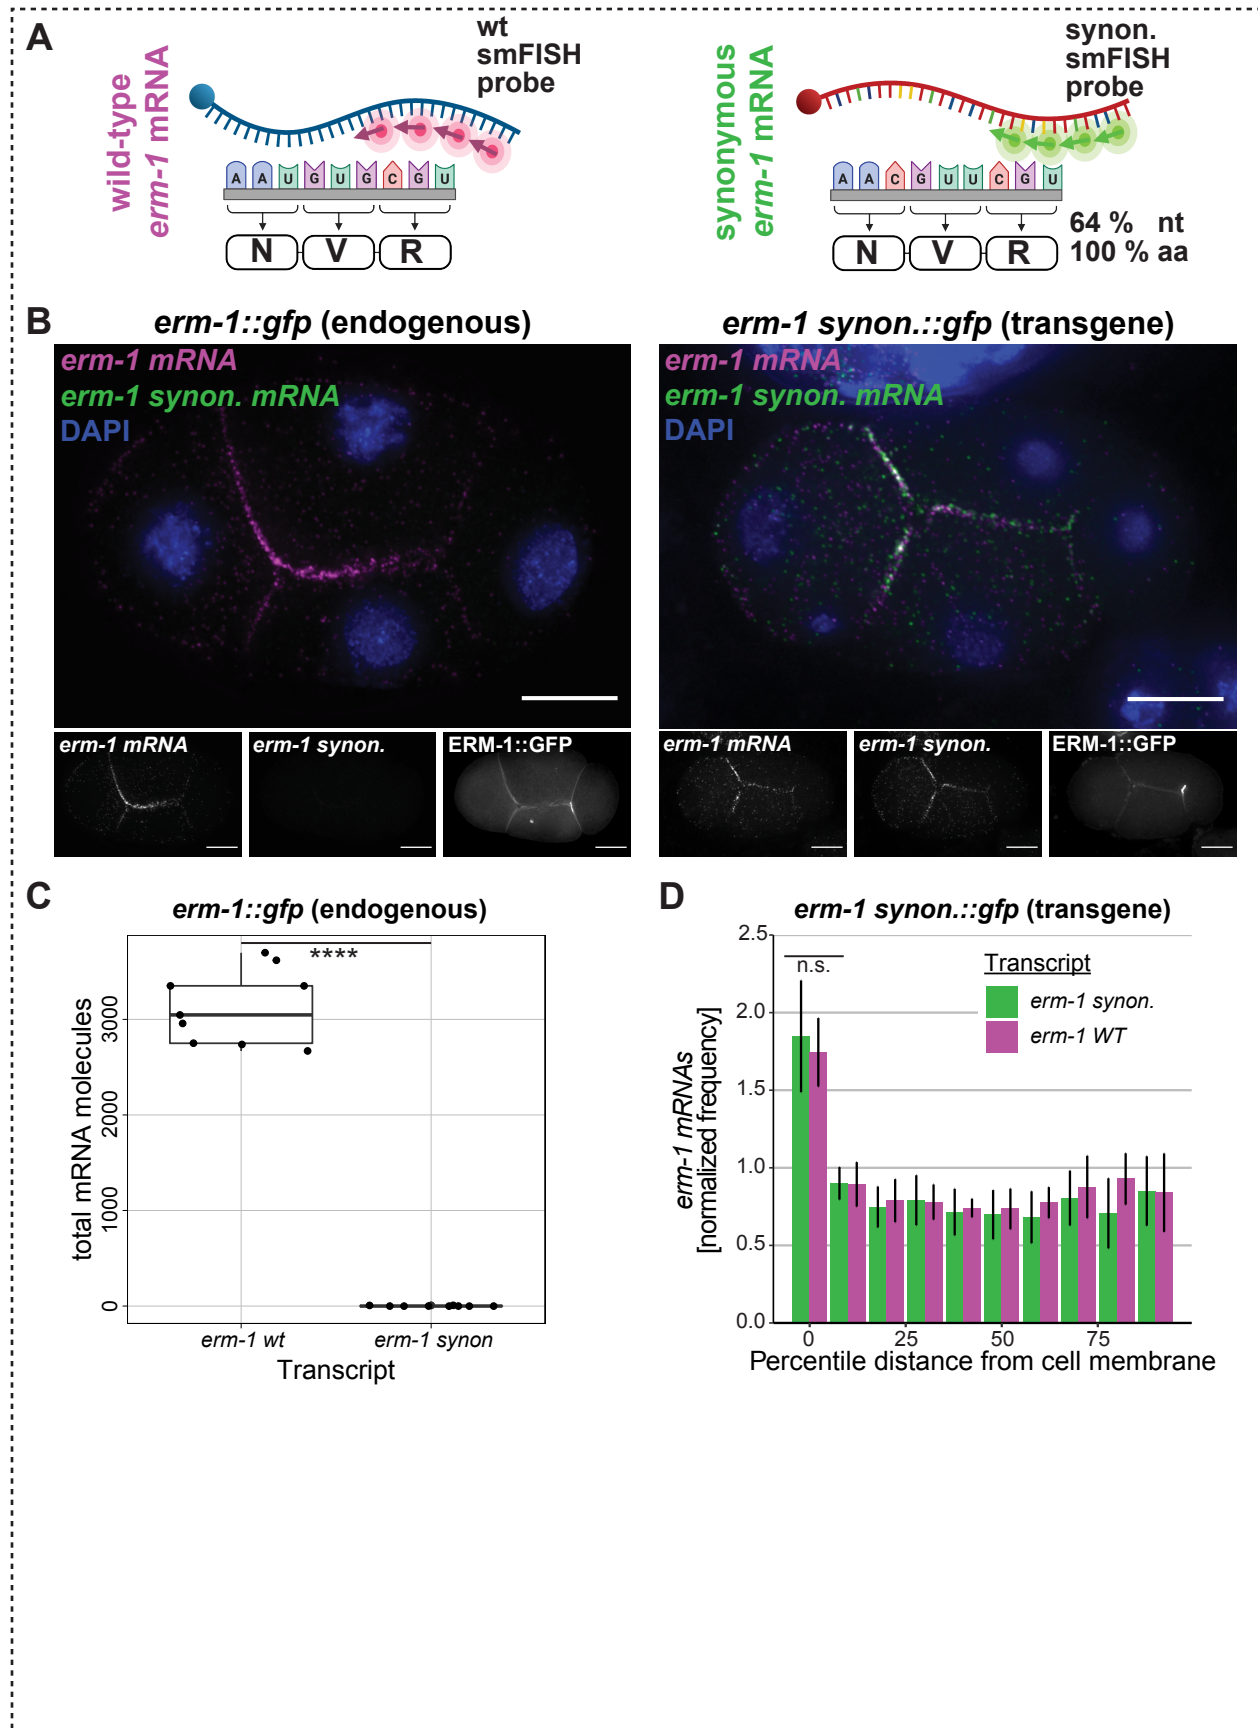 A
wild-type
erm-1 mRNA
wt
smFISH
probe
A A U G U G C G U
N V R
synonymous
erm-1 mRNA
synon.
smFISH
probe
A A C G U U C G U
N V R
64 % nt
100 % aa
B
erm-1::gfp (endogenous)
erm-1 mRNA
erm-1 synon. mRNA
DAPI
erm-1 mRNA
erm-1 synon.
ERM-1::GFP
erm-1 synon.::gfp (transgene)
erm-1 mRNA
erm-1 synon. mRNA
DAPI
erm-1 mRNA
erm-1 synon.
ERM-1::GFP
C
erm-1::gfp (endogenous)
****
total mRNA molecules
3000
2000
1000
0
erm-1 wt
erm-1 synon
Transcript
D
erm-1 synon.::gfp (transgene)
erm-1 mRNAs
[normalized frequency]
2.5
2.0
1.5
1.0
0.5
0.0
n.s.
Transcript
erm-1 synon.
erm-1 WT
0 25 50 75
Percentile distance from cell membrane